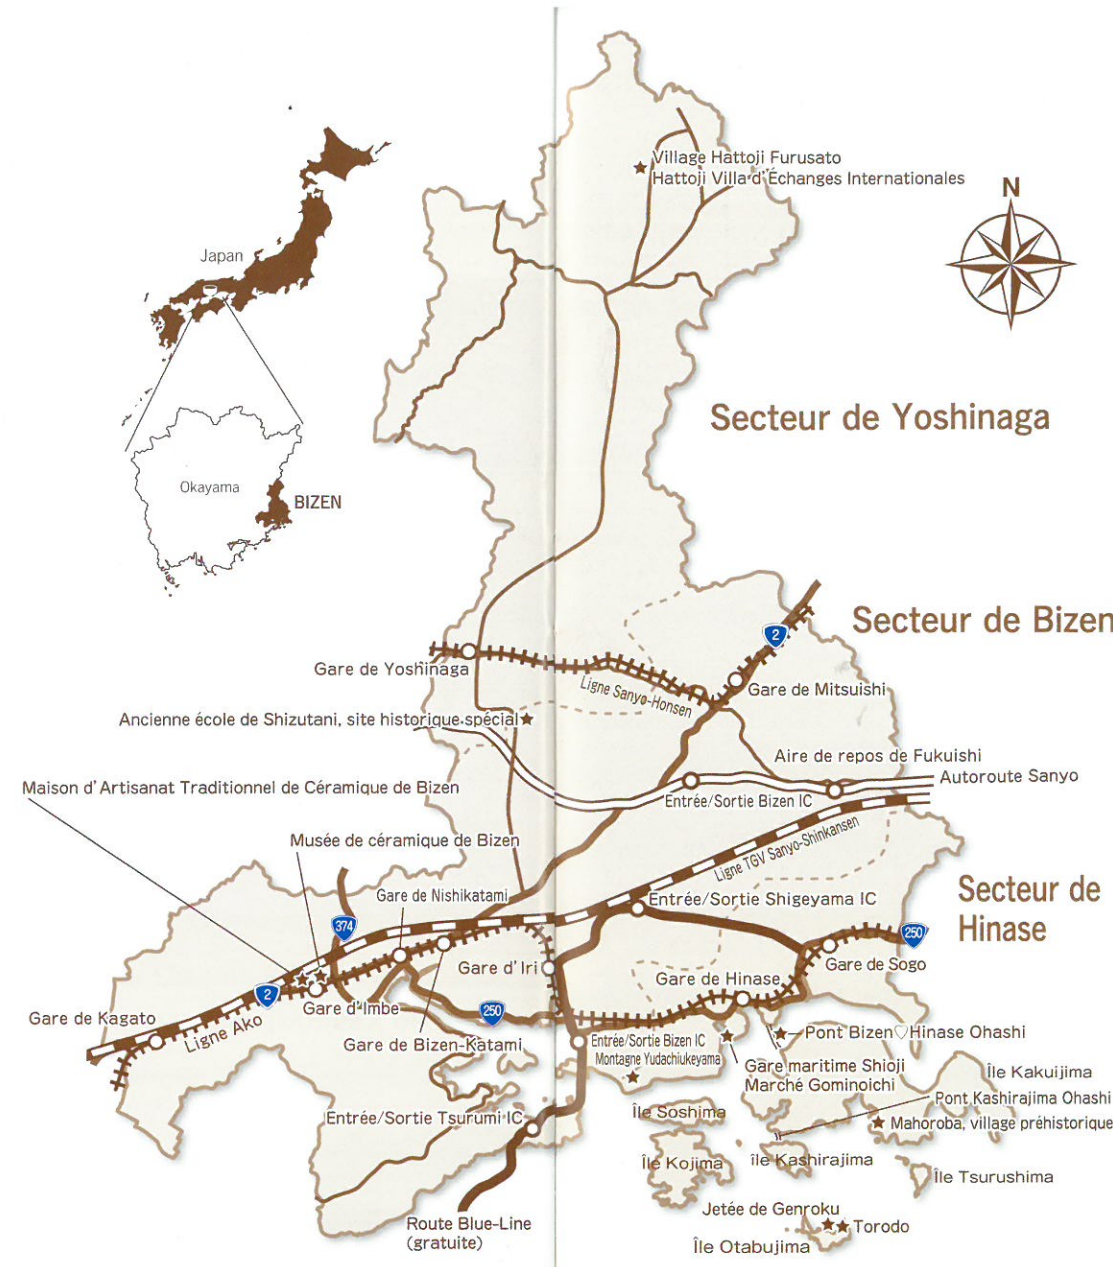 Village Hattoji Furusato
Hattoji Villa d'Échanges Internationales
N
Japan
Secteur de Yoshinaga
Okayama
BIZEN
Secteur de Bizen
2
Gare de Yoshinaga
Ligne Sanyo-Honsen
Gare de Mitsuishi
Ancienne école de Shizutani, site historique spécial
Aire de repos de Fukuishi
Autoroute Sanyo
Maison d'Artisanat Traditionnel de Céramique de Bizen
Entrée/Sortie Bizen IC
Musée de céramique de Bizen
Ligne TGV Sanyo-Shinkansen
Gare de Nishikatami
Entrée/Sortie Shigeyama IC
Secteur de
Hinase
374
250
Gare d'Iri
Gare de Sogo
Gare de Hinase
2
Gare d'Imbe
250
Gare de Kagato
Ligne Ako
Gare de Bizen-Katami
Entrée/Sortie Bizen IC
Montagne Yudachiukeyama
Pont Bizen♡Hinase Ohashi
Gare maritime Shioji
Marché Gominoichi
Île Kakuijima
Pont Kashirajima Ohashi
Entrée/Sortie Tsurumi IC
Île Soshima
Mahoroba, village préhistorique
Île Kojima
île Kashirajima
Île Tsurushima
Route Blue-Line
(gratuite)
Jetée de Genroku
Torodo
Île Otabujima